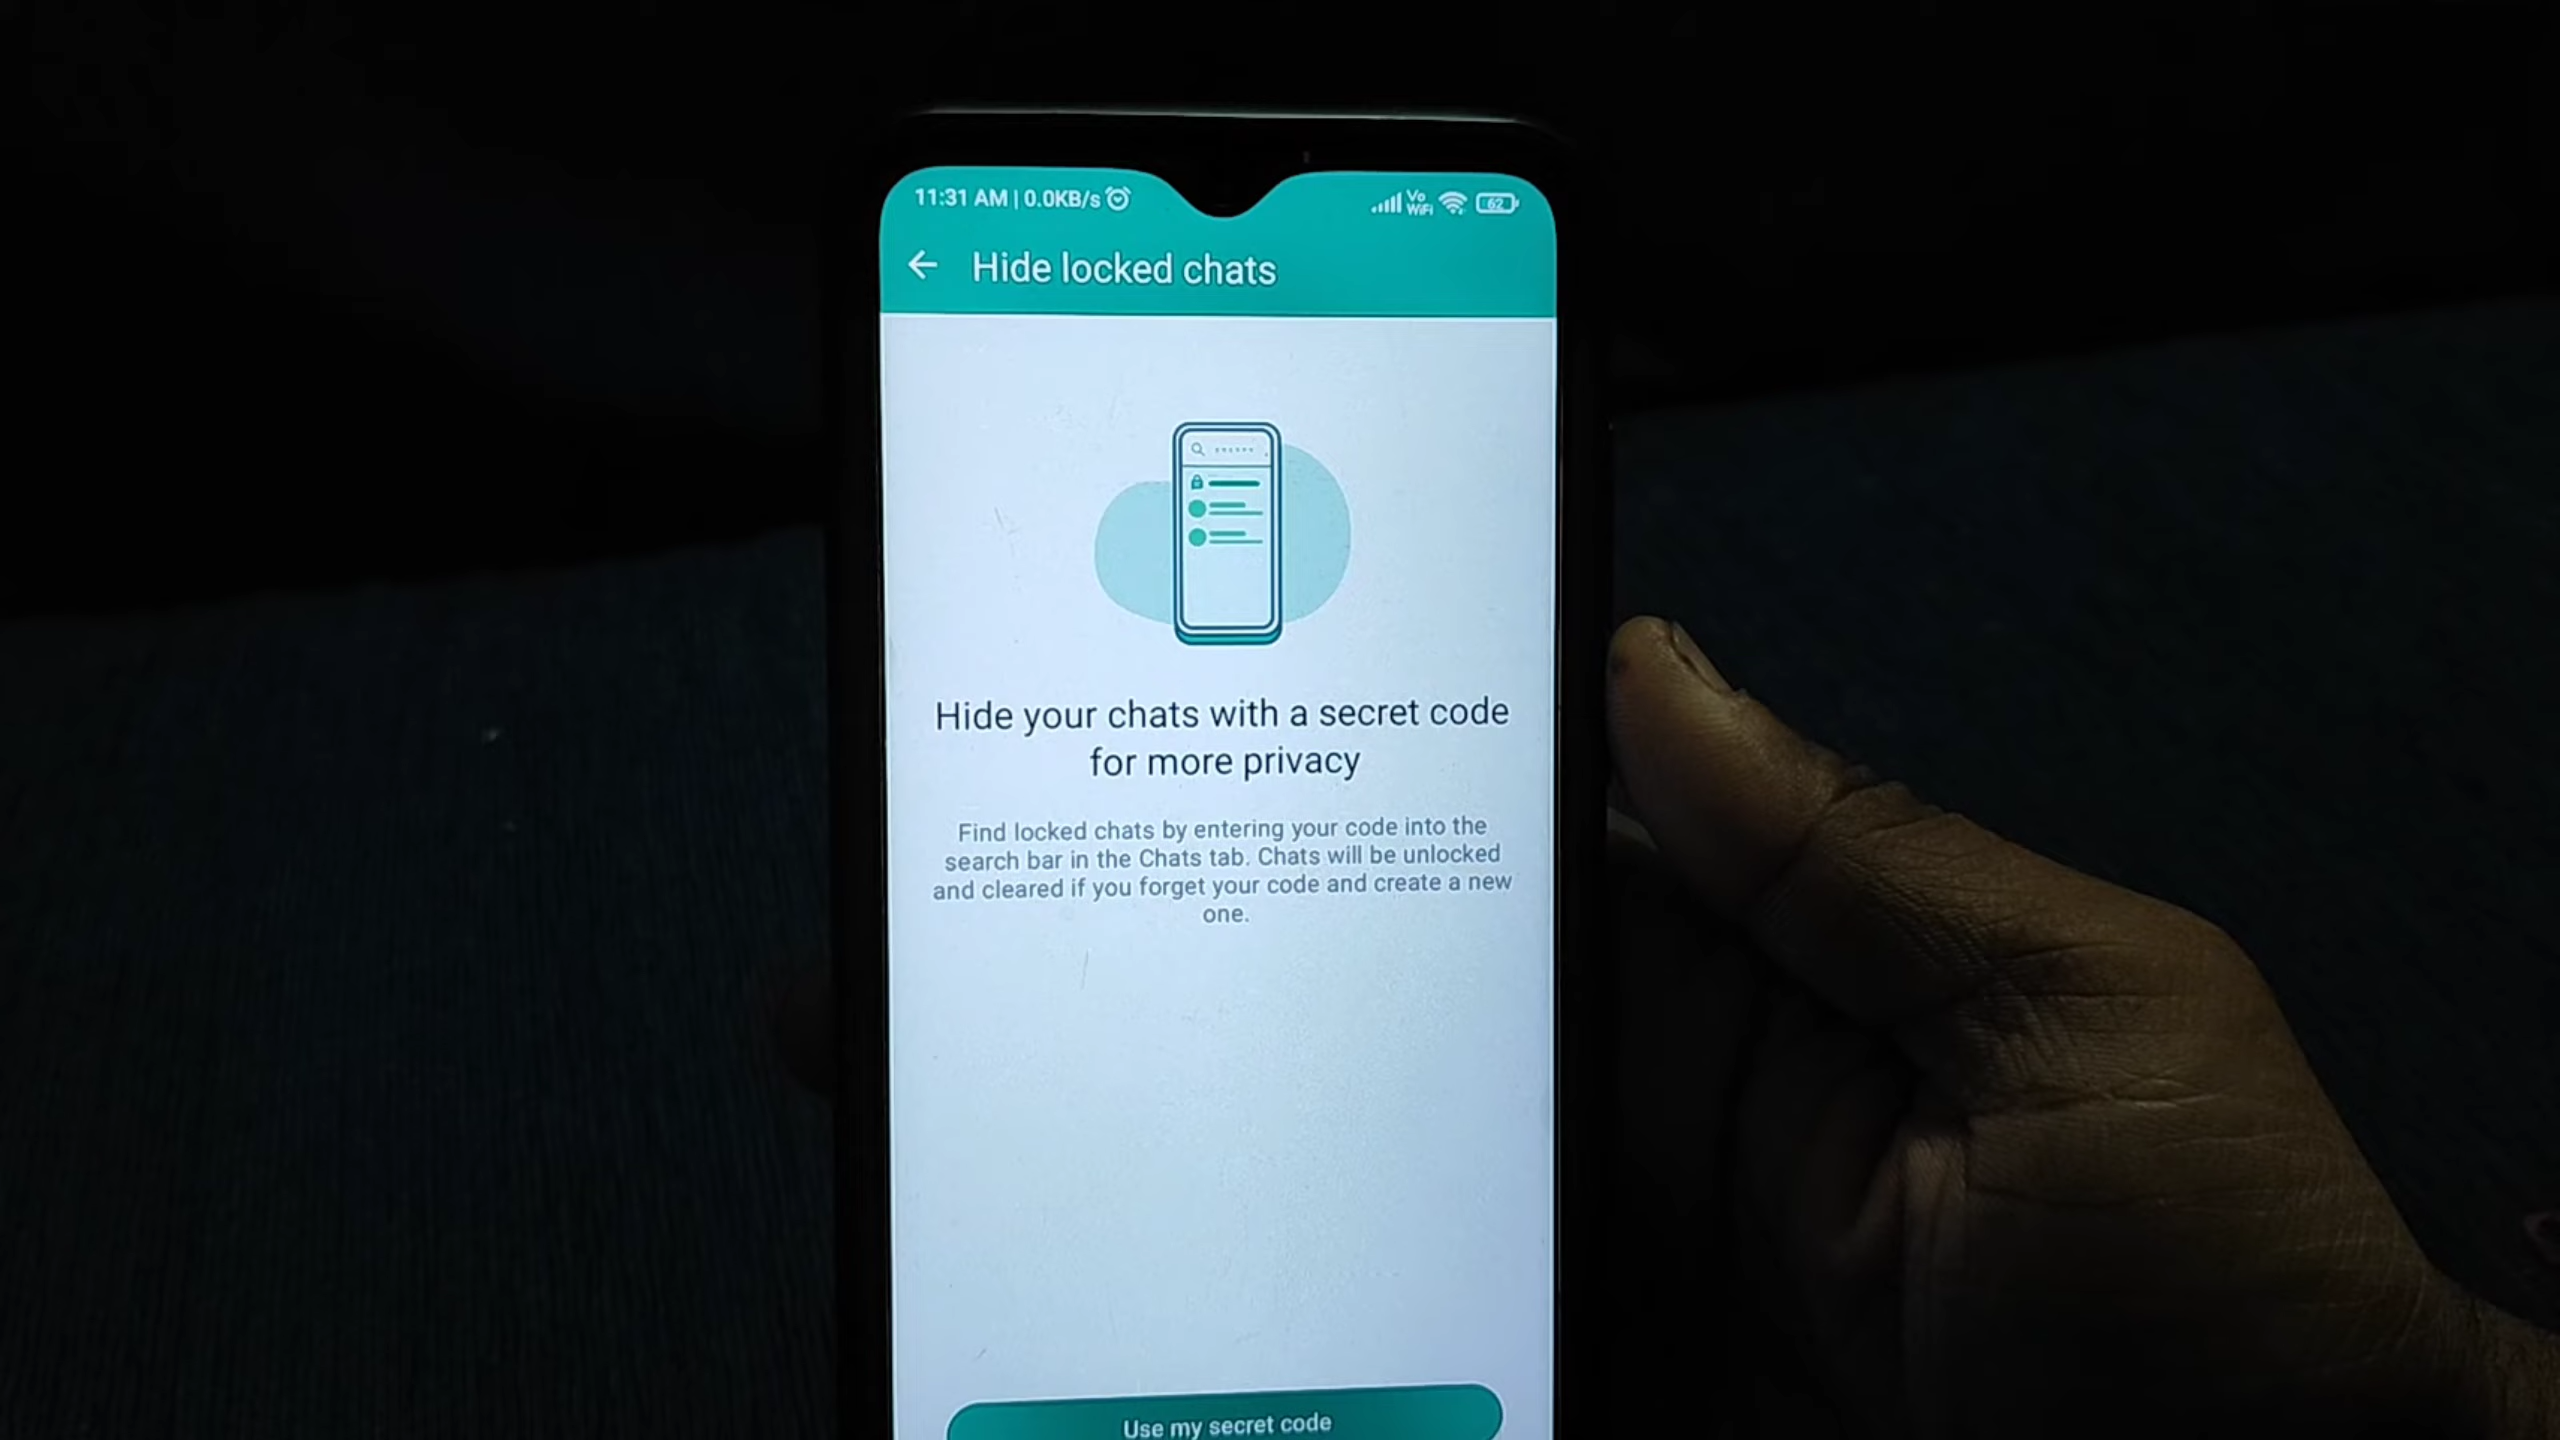 11:31 AM | 0.0KB/s
Vo
WiFi
62
Hide locked chats
Hide your chats with a secret code
for more privacy
Find locked chats by entering your code into the
search bar in the Chats tab. Chats will be unlocked
and cleared if you forget your code and create a new
one.
Use my secret code